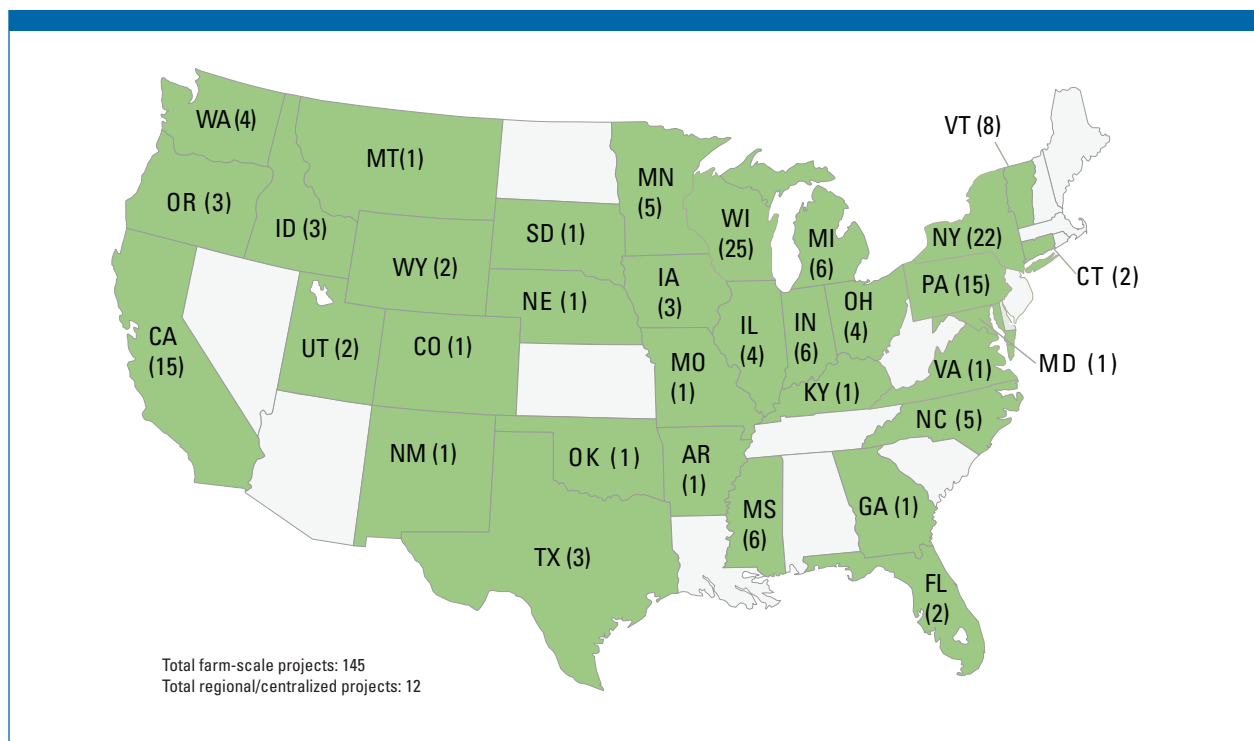 WA (4)
MT(1)
OR (3)
ID (3)
WY (2)
SD (1)
NE (1)
MN
(5)
WI
(25)
MI
(6)
VT (8)
NY (22)
CT (2)
PA (15)
IA
(3)
IL
(4)
IN
(6)
OH
(4)
CA
(15)
UT (2)
CO (1)
MO
(1)
KY (1)
VA (1)
MD (1)
NC (5)
NM (1)
OK (1)
AR
(1)
MS
(6)
GA (1)
TX (3)
FL
(2)
Total farm-scale projects: 145
Total regional/centralized projects: 12